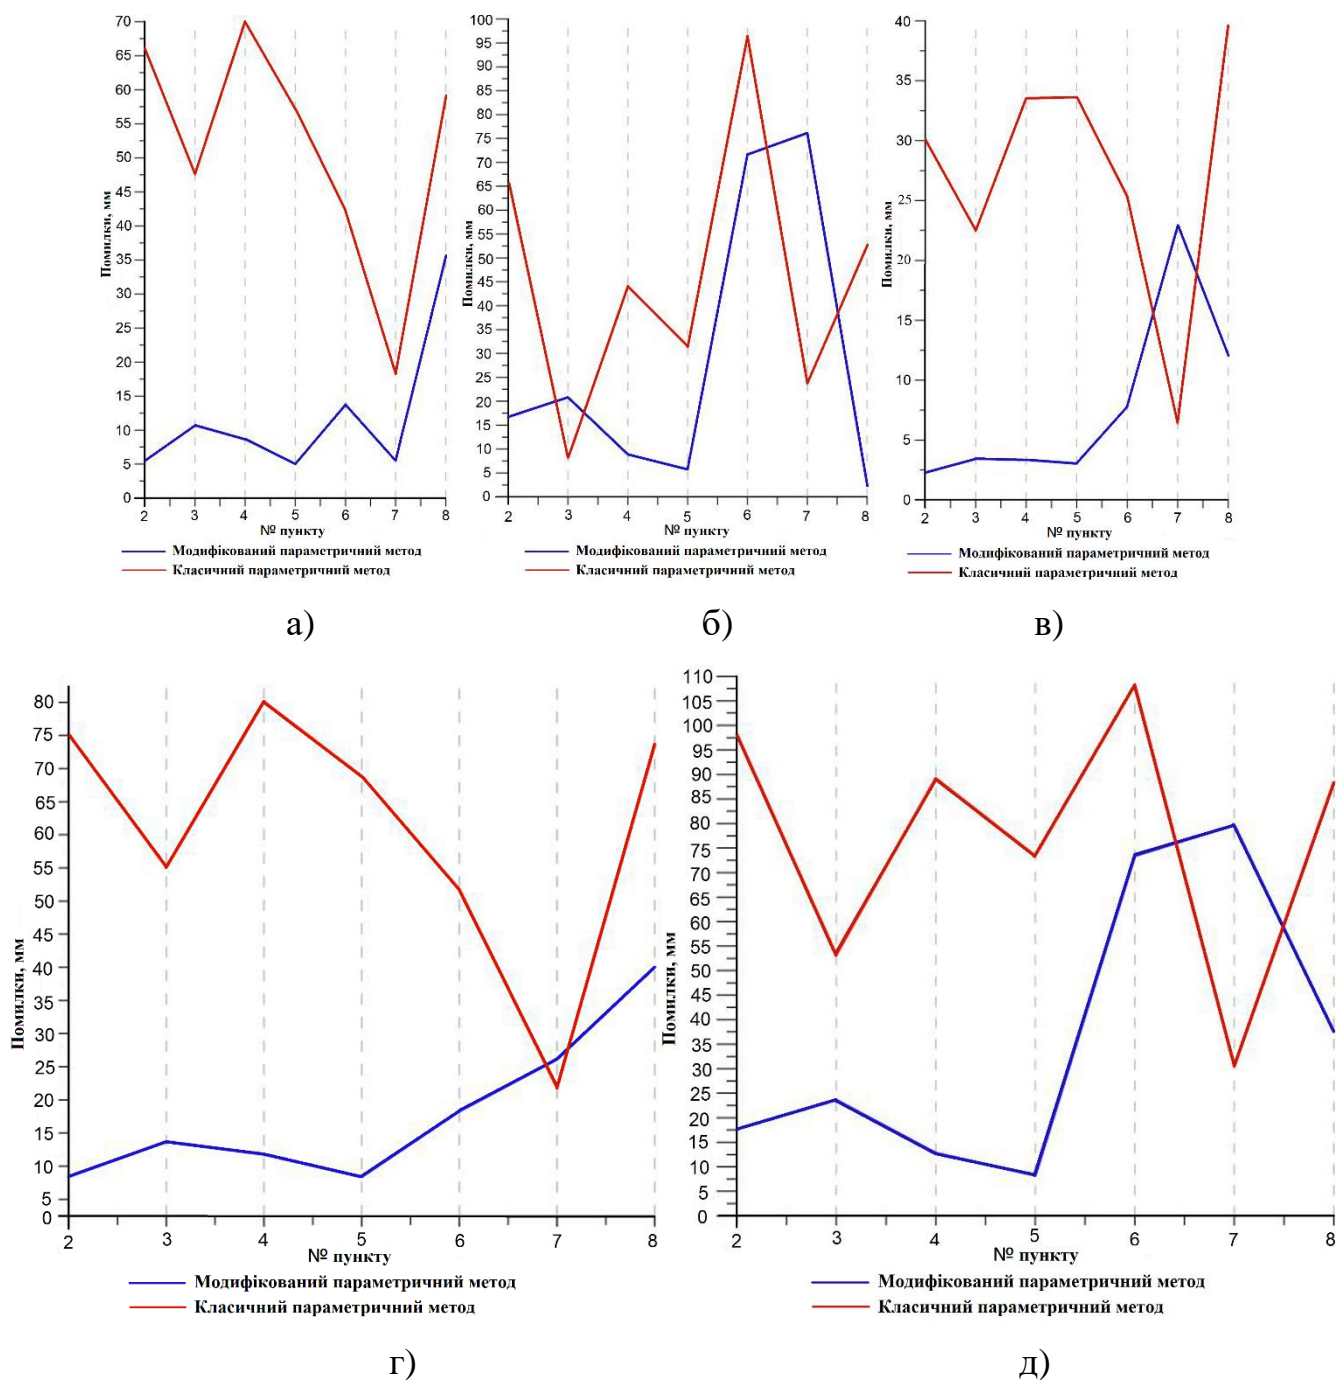 70
65
60
55
50
45
40
35
30
25
20
15
10
5
0
Помилки, мм
2 3 4 5 6 7 8
№ пункту
Модифікований параметричний метод
Класичний параметричний метод
а)
100
95
90
85
80
75
70
65
60
55
50
45
40
35
30
25
20
15
10
5
0
Помилки, мм
2 3 4 5 6 7 8
№ пункту
Модифікований параметричний метод
Класичний параметричний метод
б)
40
35
30
25
20
15
10
5
0
Помилки, мм
2 3 4 5 6 7 8
№ пункту
Модифікований параметричний метод
Класичний параметричний метод
в)
80
75
70
65
60
55
50
45
40
35
30
25
20
15
10
5
0
Помилки, мм
2 3 4 5 6 7 8
№ пункту
Модифікований параметричний метод
Класичний параметричний метод
г)
110
105
100
95
90
85
80
75
70
65
60
55
50
45
40
35
30
25
20
15
10
5
0
Помилки, мм
2 3 4 5 6 7 8
№ пункту
Модифікований параметричний метод
Класичний параметричний метод
д)